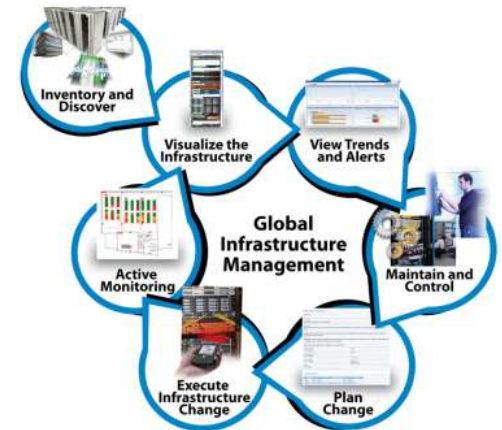 Inventory and
Discover
Visualize the
Infrastructure
View Trends
and Alerts
Global
Infrastructure
Management
Active
Monitoring
Maintain and
Control
Execute
Infrastructure
Change
Plan
Change